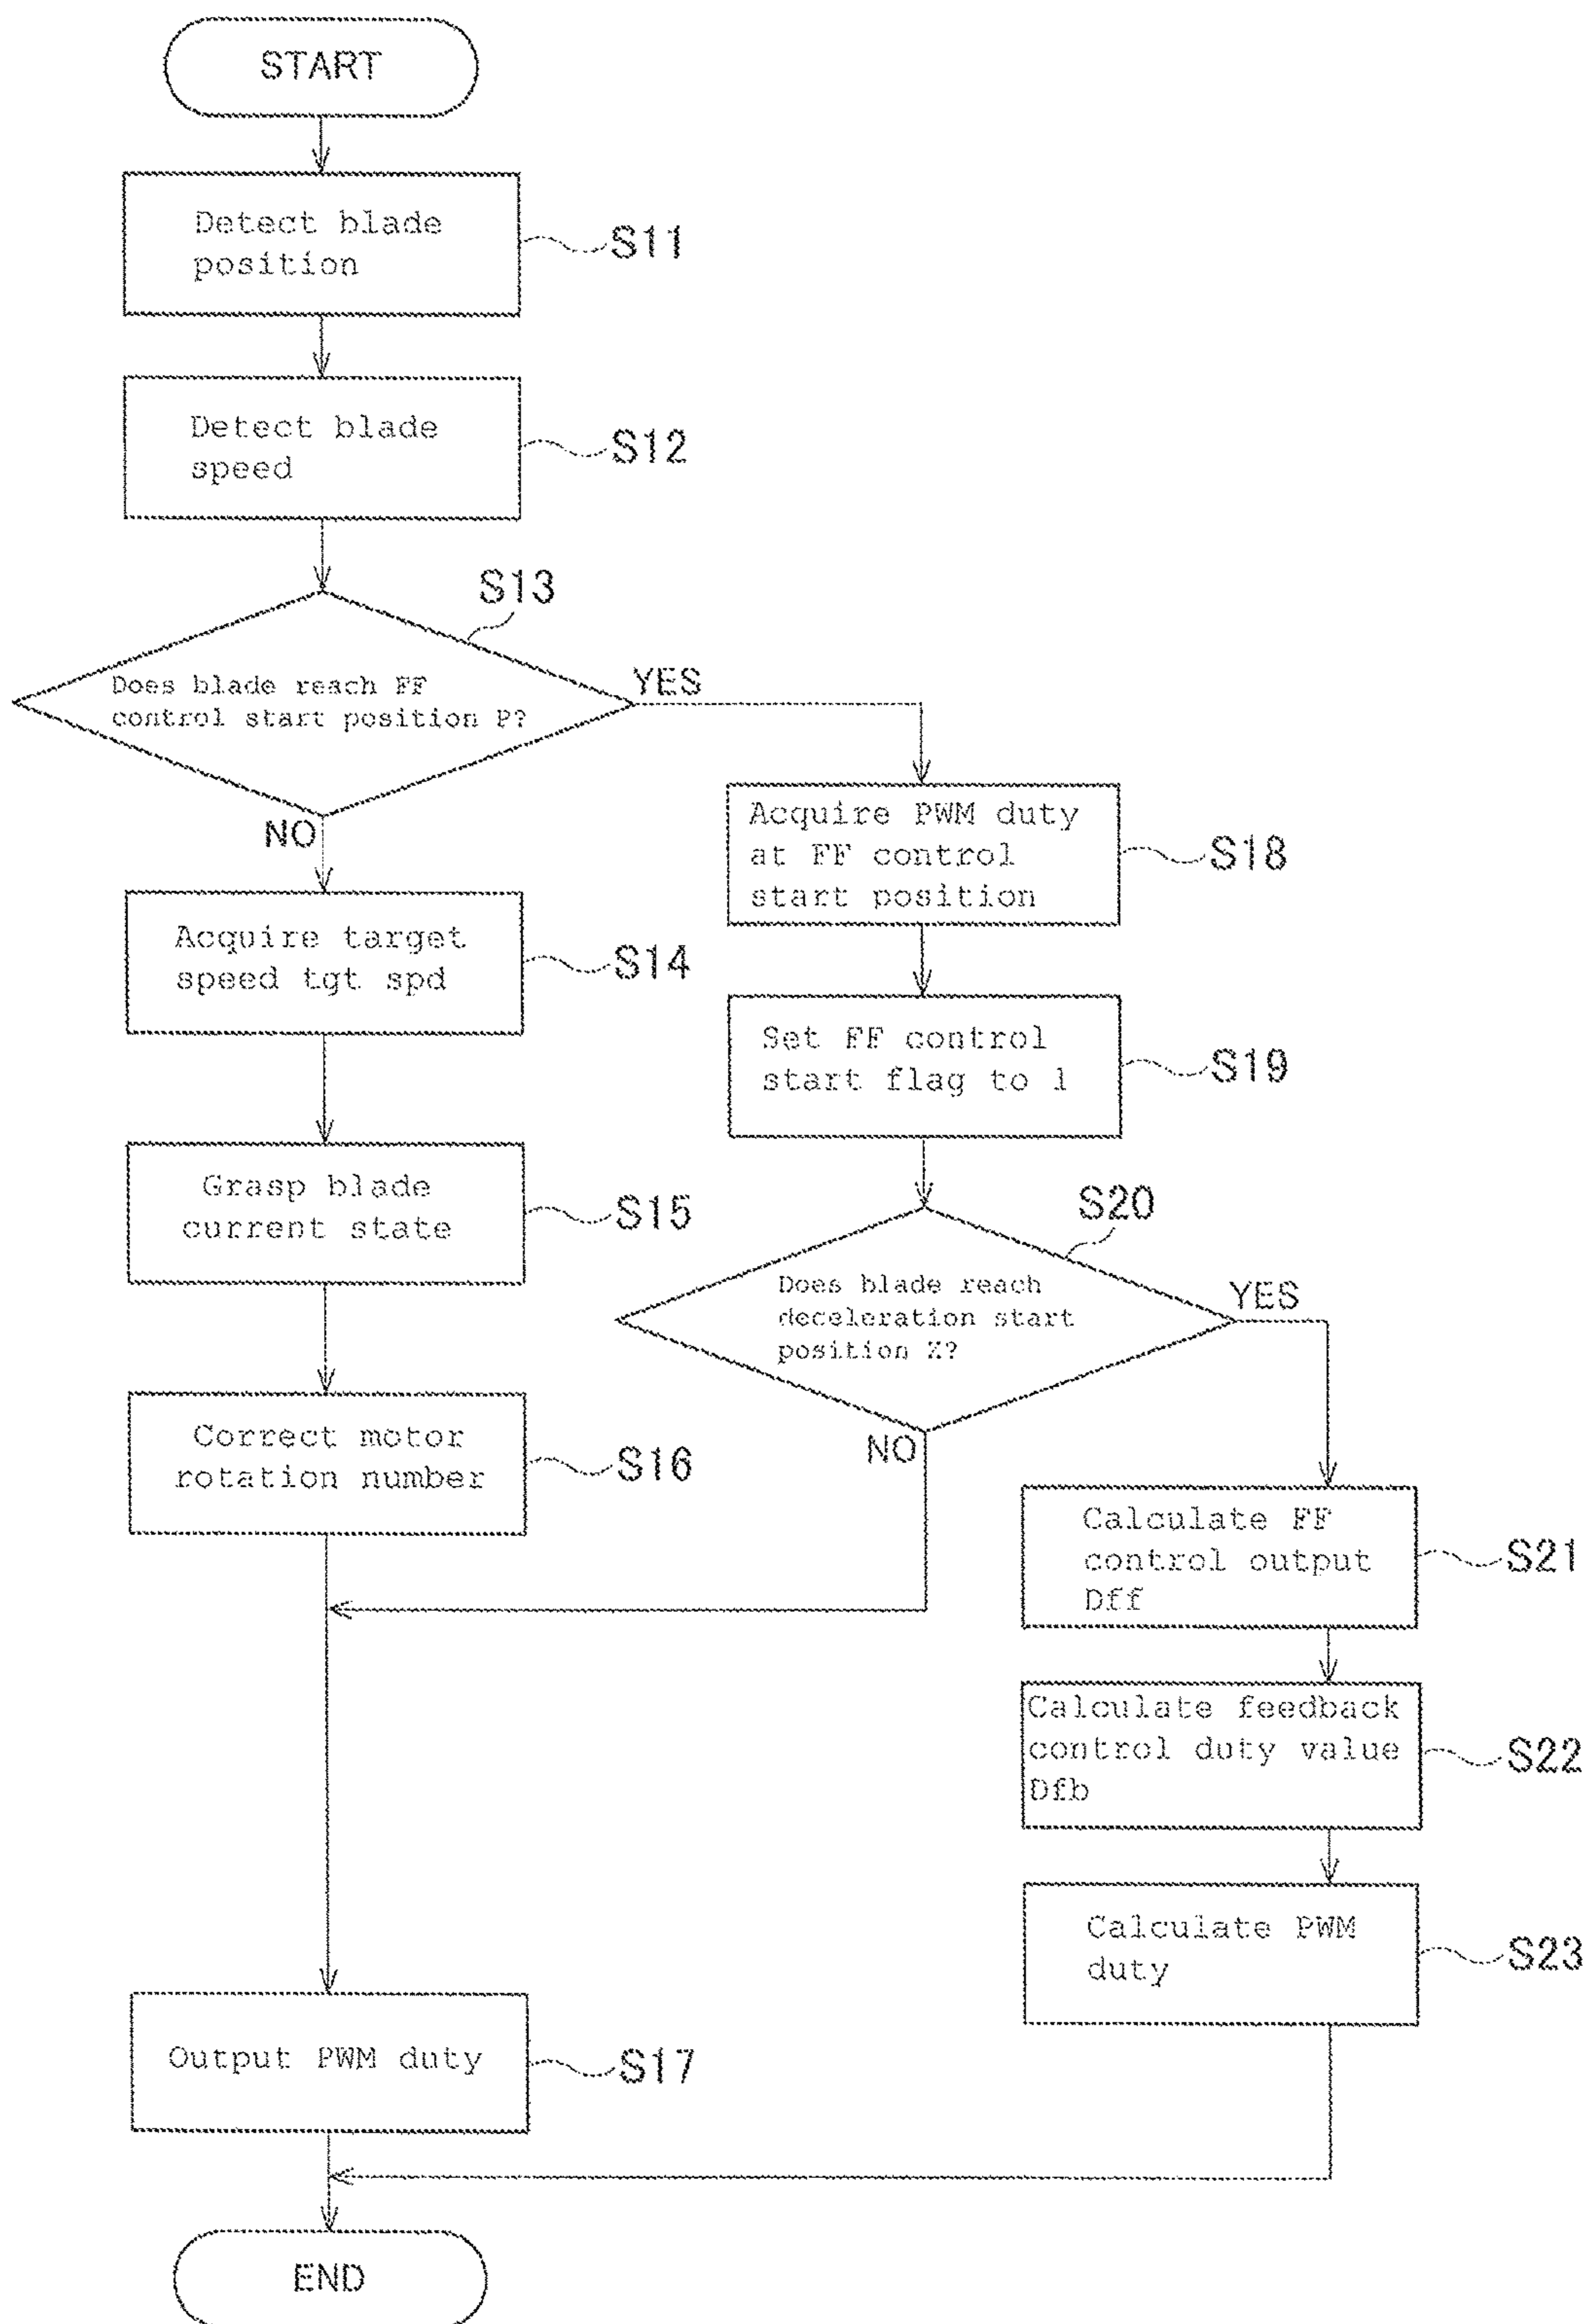 START
Detect blade
position
S11
Detect blade
speed
S12
S13
Does blade reach FF
control start position P?
YES
NO
Acquire target
speed tgt spd
S14
Grasp blade
current state
S15
Correct motor
rotation number
S16
Acquire PWM duty
at FF control
start position
S18
Set FF control
start flag to 1
S19
S20
Does blade reach
deceleration start
position Z?
YES
NO
Calculate FF
control output
Dff
S21
Calculate feedback
control duty value
Dfb
S22
Calculate PWM
duty
S23
Output PWM duty
S17
END